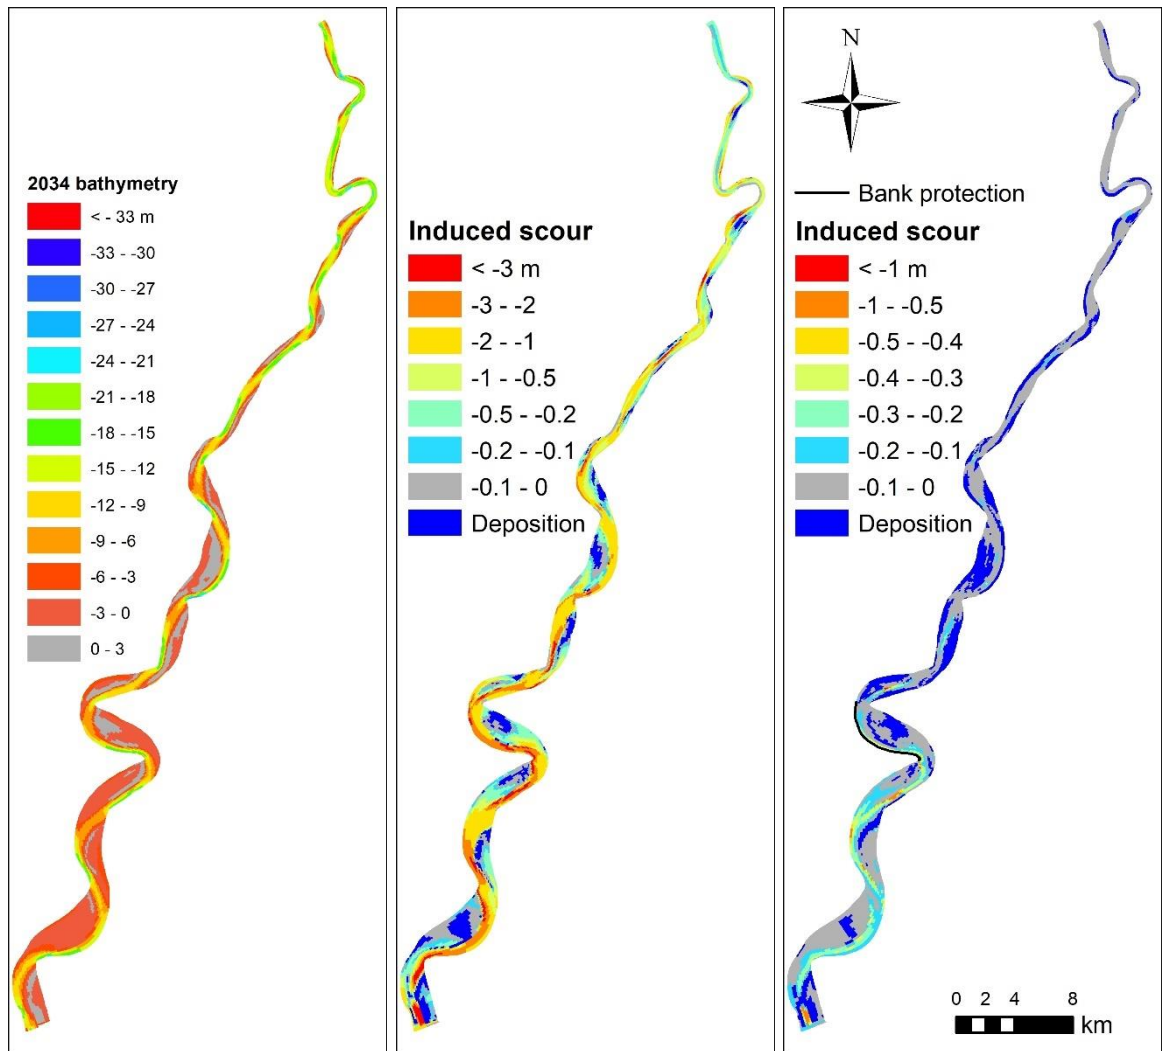 2034 bathymetry
< - 33 m
-33 - -30
-30 - -27
-27 - -24
-24 - -21
-21 - -18
-18 - -15
-15 - -12
-12 - -9
-9 - -6
-6 - -3
-3 - 0
0 - 3
Induced scour
< -3 m
-3 - -2
-2 - -1
-1 - -0.5
-0.5 - -0.2
-0.2 - -0.1
-0.1 - 0
Deposition
N
Bank protection
Induced scour
< -1 m
-1 - -0.5
-0.5 - -0.4
-0.4 - -0.3
-0.3 - -0.2
-0.2 - -0.1
-0.1 - 0
Deposition
0 2 4 8
km